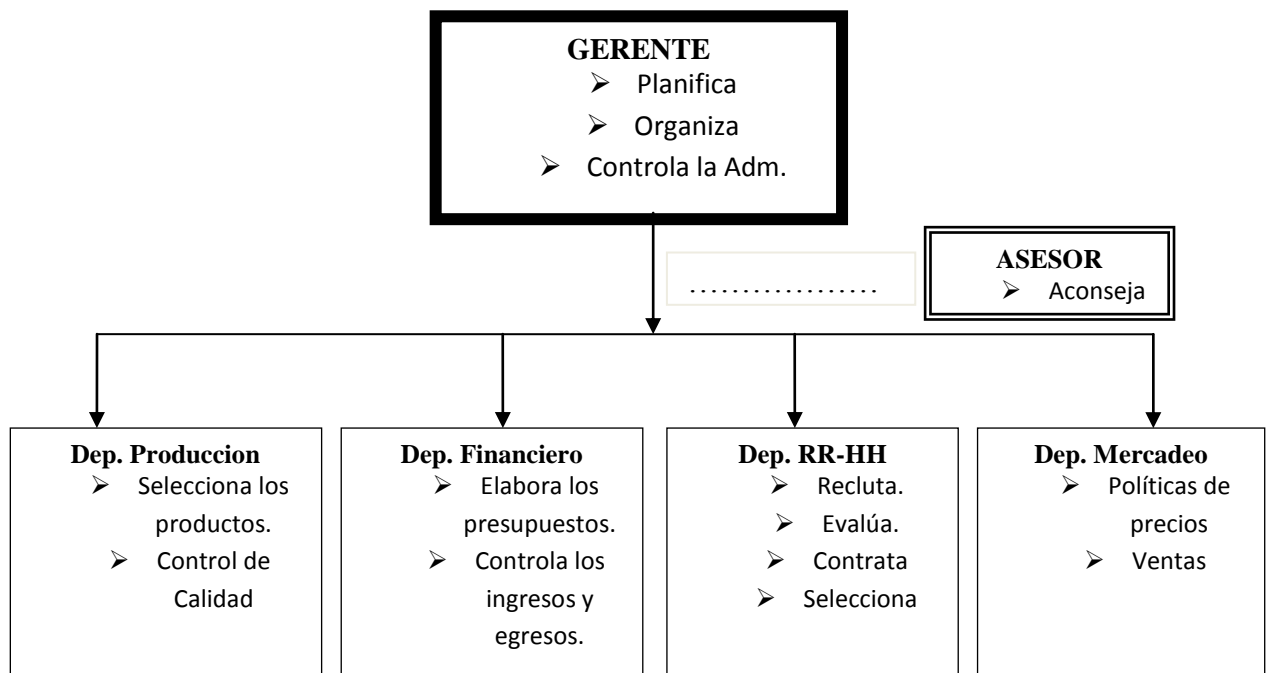 GERENTE
➢ Planifica
➢ Organiza
➢ Controla la Adm.
..................
ASESOR
➢ Aconseja
Dep. Produccion
➢ Selecciona los
productos.
➢ Control de
Calidad
Dep. Financiero
➢ Elabora los
presupuestos.
➢ Controla los
ingresos y
egresos.
Dep. RR-HH
➢ Recluta.
➢ Evalúa.
➢ Contrata
➢ Selecciona
Dep. Mercadeo
➢ Políticas de
precios
➢ Ventas